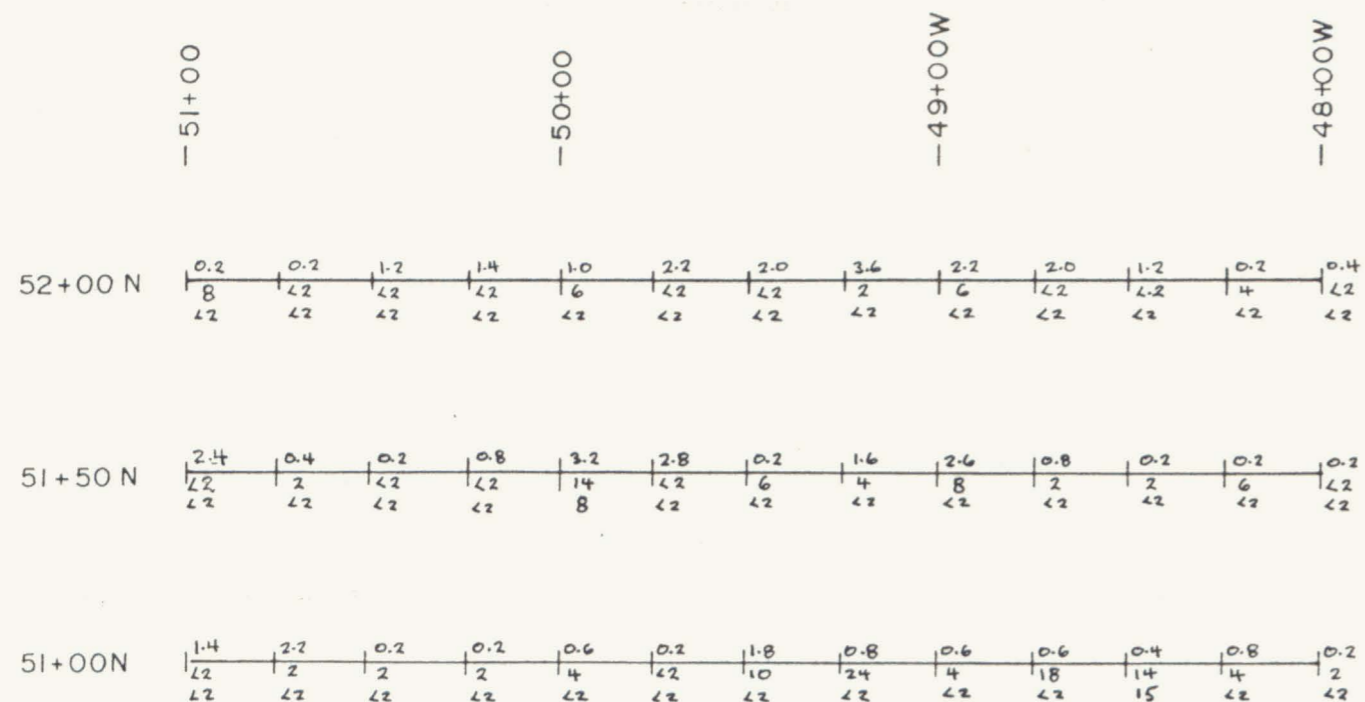 —51+00 —50+00 —49+00W —48+00W
0.2 0.2 1.2 1.4 1.0 2.2 2.0 3.6 2.2 2.0 1.2 0.2 0.4
52+00 N
8 <2 <2 <2 6 <2 <2 2 6 <2 <.2 4 <2
<2 <2 <2 <2 <2 <2 <2 <2 <2 <2 <2 <2 <2
2.4 0.4 0.2 0.8 3.2 2.8 0.2 1.6 2.6 0.8 0.2 0.2 0.2
51+50 N
<2 2 <2 <2 14 <2 6 4 8 2 2 6 <2
<2 <2 <2 <2 8 <2 <2 <2 <2 <2 <2 <2 <2
1.4 2.2 0.2 0.2 0.6 0.2 1.8 0.8 0.6 0.6 0.4 0.8 0.2
51+00N
<2 2 2 2 4 <2 10 24 4 18 14 4 2
<2 <2 <2 <2 <2 <2 <2 <2 <2 <2 15 <2 <2